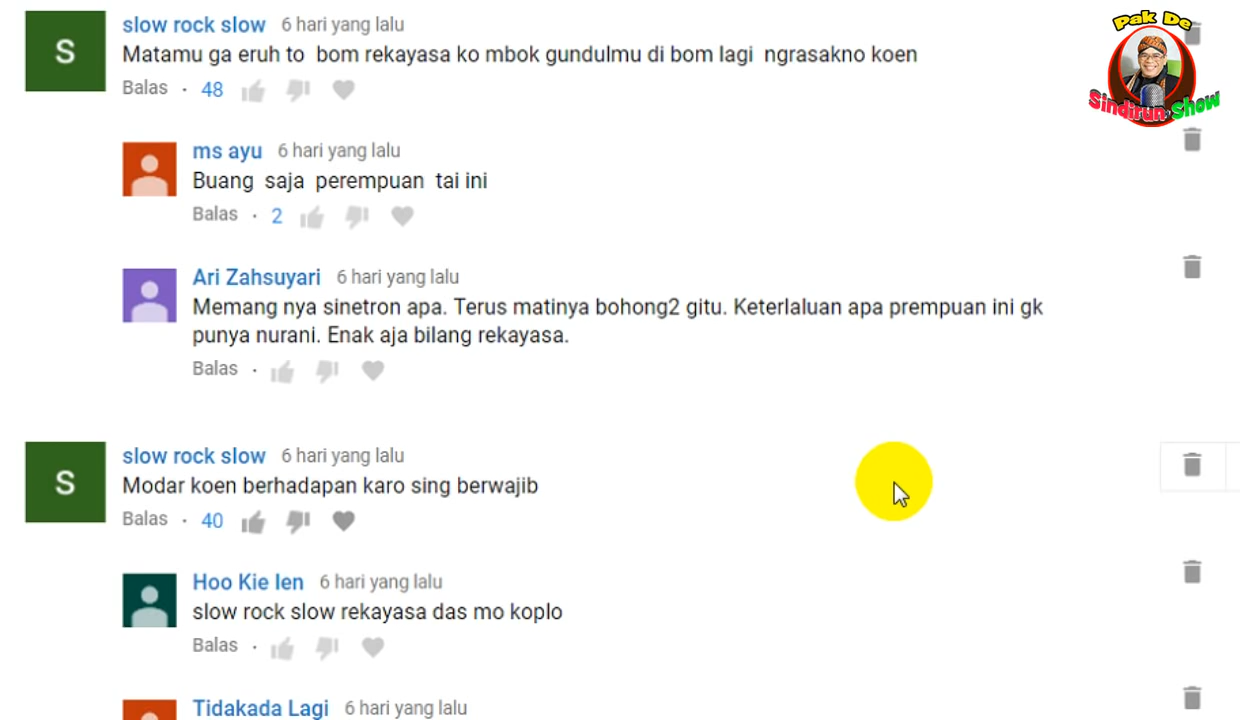 slow rock slow 6 hari yang lalu
Matamu ga eruh to bom rekayasa ko mbok gundulmu di bom lagi ngrasakno koen
Balas · 48
ms ayu 6 hari yang lalu
Buang saja perempuan tai ini
Balas · 2
Ari Zahsuyari 6 hari yang lalu
Memang nya sinetron apa. Terus matinya bohong2 gitu. Keterlaluan apa prempuan ini gk
punya nurani. Enak aja bilang rekayasa.
Balas ·
slow rock slow 6 hari yang lalu
Modar koen berhadapan karo sing berwajib
Balas · 40
Hoo Kie Ien 6 hari yang lalu
slow rock slow rekayasa das mo koplo
Balas ·
Tidakada Lagi 6 hari yang lalu
S
S
Pak De
Sindirun Show